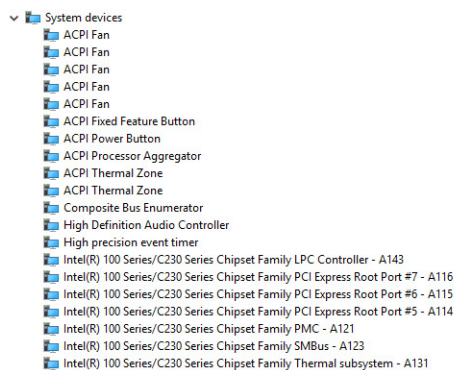 System devices
ACPI Fan
ACPI Fan
ACPI Fan
ACPI Fan
ACPI Fan
ACPI Fixed Feature Button
ACPI Power Button
ACPI Processor Aggregator
ACPI Thermal Zone
ACPI Thermal Zone
Composite Bus Enumerator
High Definition Audio Controller
High precision event timer
Intel(R) 100 Series/C230 Series Chipset Family LPC Controller - A143
Intel(R) 100 Series/C230 Series Chipset Family PCI Express Root Port #7 - A116
Intel(R) 100 Series/C230 Series Chipset Family PCI Express Root Port #6 - A115
Intel(R) 100 Series/C230 Series Chipset Family PCI Express Root Port #5 - A114
Intel(R) 100 Series/C230 Series Chipset Family PMC - A121
Intel(R) 100 Series/C230 Series Chipset Family SMBus - A123
Intel(R) 100 Series/C230 Series Chipset Family Thermal subsystem - A131